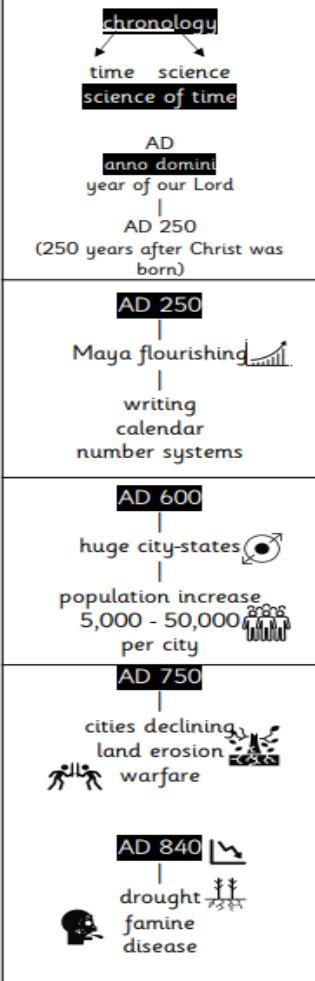 chronology
time science
science of time
AD
anno domini
year of our Lord
AD 250
(250 years after Christ was
born)
AD 250
Maya flourishing
writing
calendar
number systems
AD 600
huge city-states
population increase
5,000 - 50,000
per city
AD 750
cities declining
land erosion
warfare
AD 840
drought
famine
disease